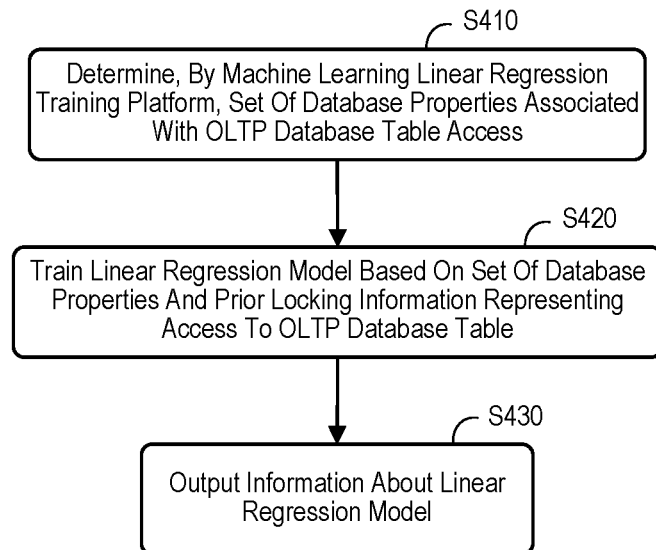 S410
Determine, By Machine Learning Linear Regression
Training Platform, Set Of Database Properties Associated
With OLTP Database Table Access
S420
Train Linear Regression Model Based On Set Of Database
Properties And Prior Locking Information Representing
Access To OLTP Database Table
S430
Output Information About Linear
Regression Model